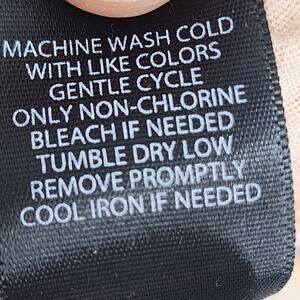 MACHINE WASH COLD
WITH LIKE COLORS
GENTLE CYCLE
ONLY NON-CHLORINE
BLEACH IF NEEDED
TUMBLE DRY LOW
REMOVE PROMPTLY
COOL IRON IF NEEDED